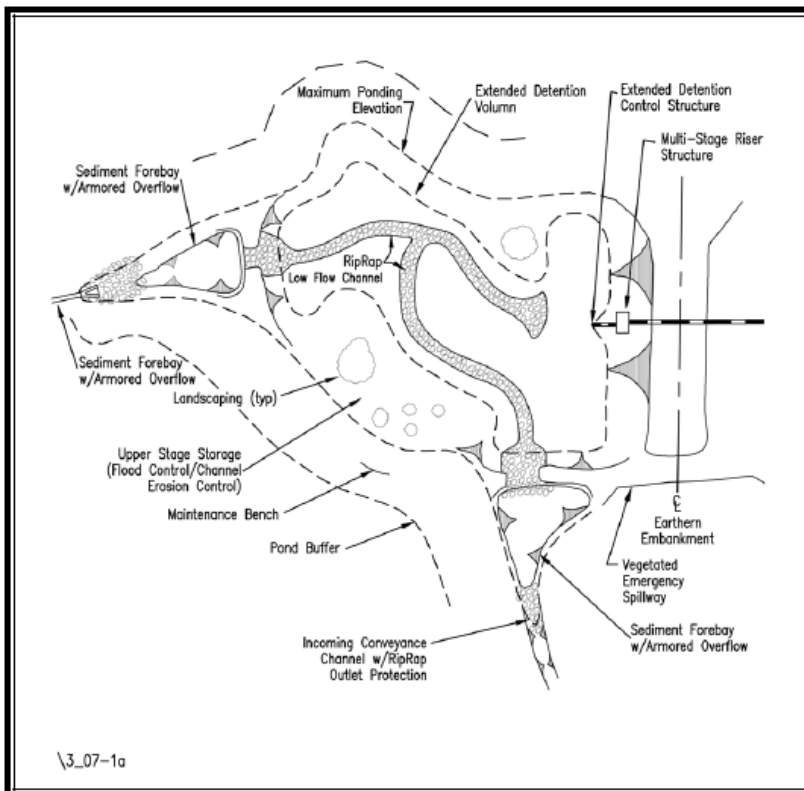 Maximum Ponding
Elevation
Extended Detention
Volumn
Extended Detention
Control Structure
Multi-Stage Riser
Structure
Sediment Forebay
w/Armored Overflow
RipRap
Low Flow Channel
Sediment Forebay
w/Armored Overflow
Landscaping (typ)
Upper Stage Storage
(Flood Control/Channel
Erosion Control)
Maintenance Bench
Pond Buffer
℄
Earthern
Embankment
Vegetated
Emergency
Spillway
Incoming Conveyance
Channel w/RipRap
Outlet Protection
Sediment Forebay
w/Armored Overflow
\3_07-1a